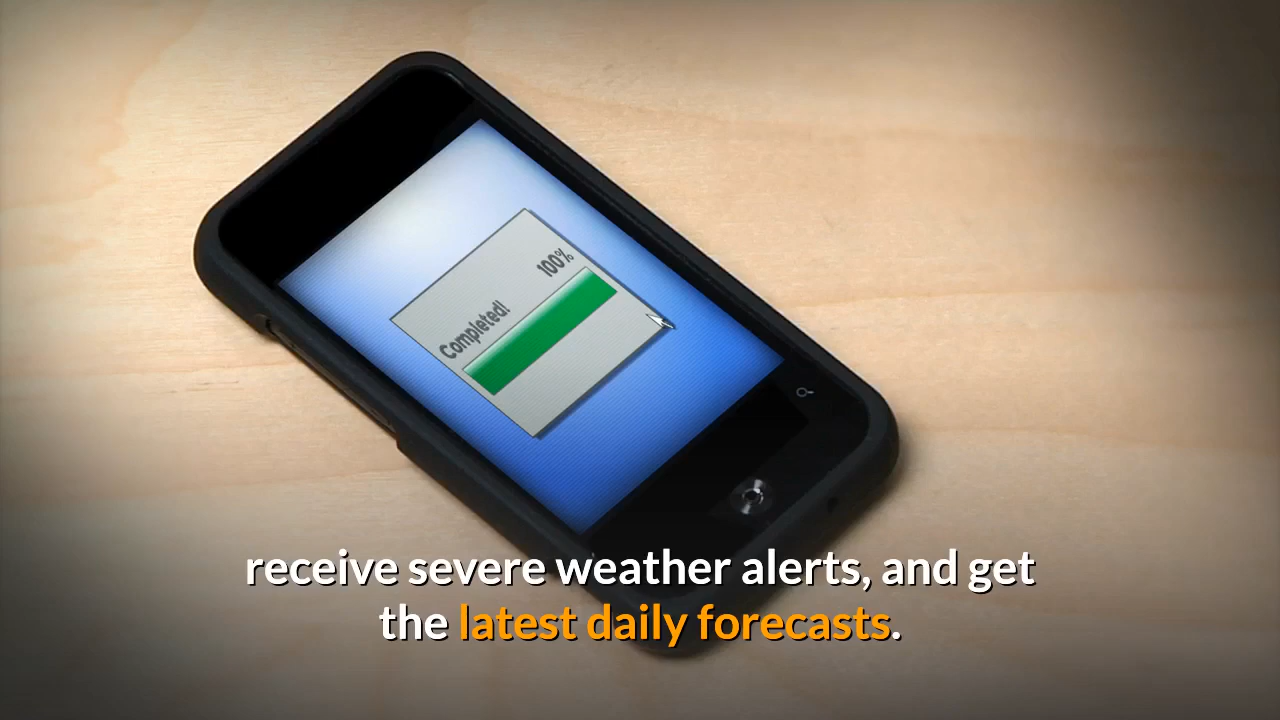 Completed!
100%
receive severe weather alerts, and get
the latest daily forecasts.